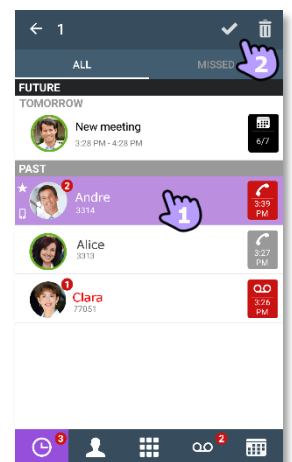 1
ALL MISSED
2
FUTURE
TOMORROW
New meeting
3:28 PM - 4:28 PM
6/7
PAST
2
Andre
3314
1
3:39
PM
Alice
3313
3:27
PM
1
Clara
77051
3:26
PM
3
2